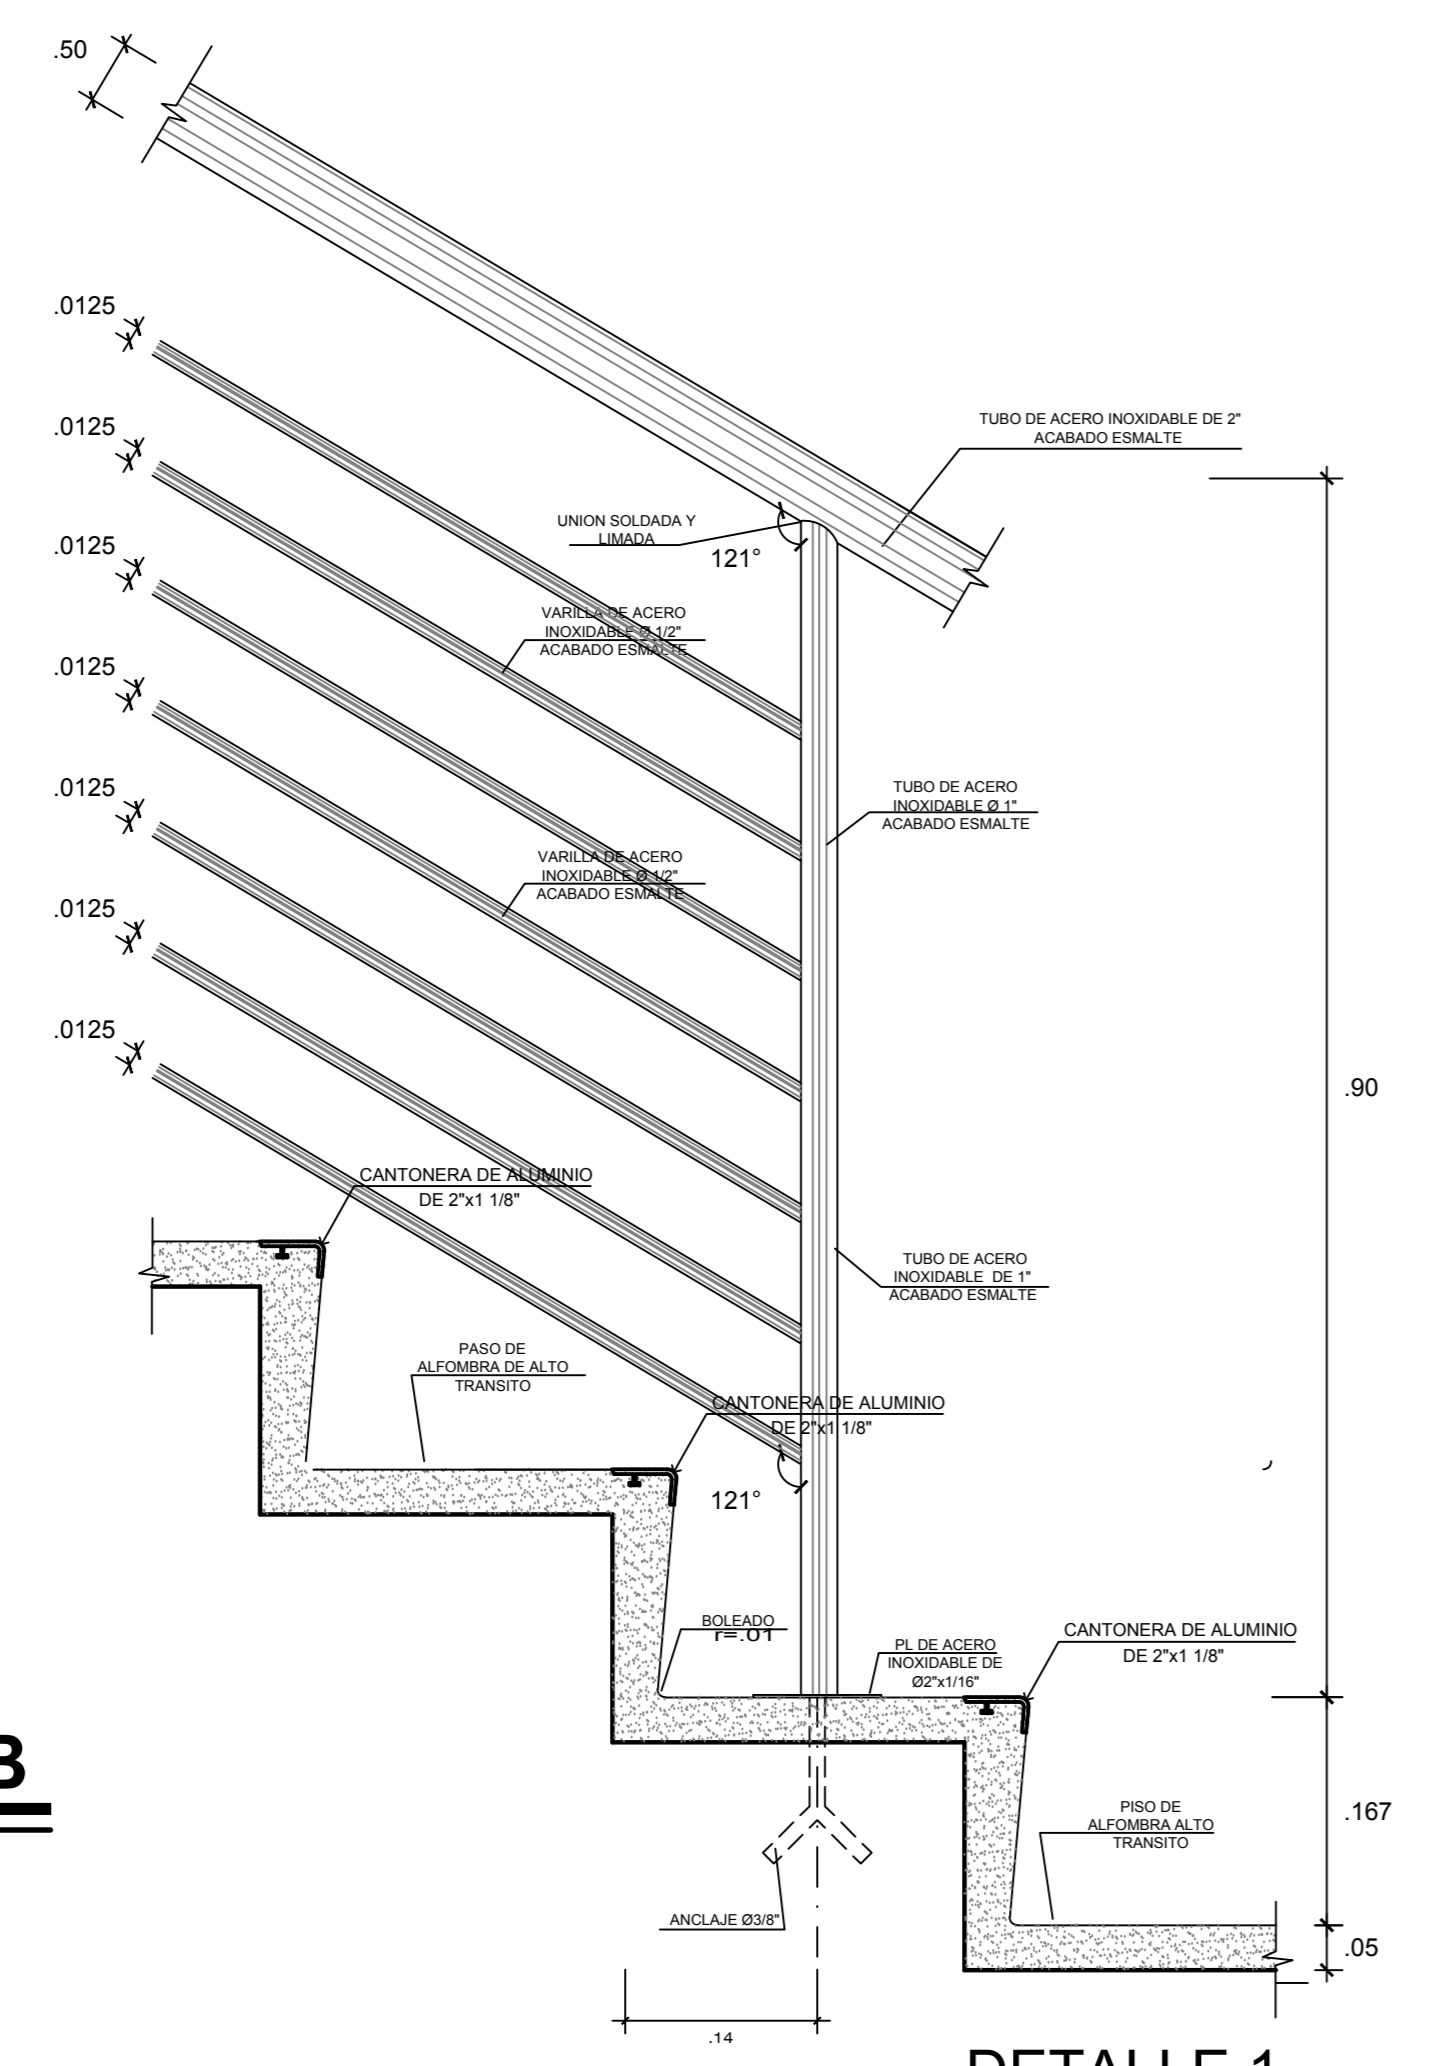 .50
.0125
TUBO DE ACERO INOXIDABLE DE 2"
ACABADO ESMALTE
.0125
UNION SOLDADA Y
LIMADA
121°
.0125
VARILLA DE ACERO
INOXIDABLE Ø 1/2"
ACABADO ESMALTE
.0125
TUBO DE ACERO
INOXIDABLE Ø 1"
ACABADO ESMALTE
.0125
VARILLA DE ACERO
INOXIDABLE Ø 1/2"
ACABADO ESMALTE
.0125
.0125
.90
CANTONERA DE ALUMINIO
DE 2"x1 1/8"
TUBO DE ACERO
INOXIDABLE DE 1"
ACABADO ESMALTE
PASO DE
ALFOMBRA DE ALTO
TRANSITO
CANTONERA DE ALUMINIO
DE 2"x1 1/8"
121°
BOLEADO
r=.01
PL DE ACERO
INOXIDABLE DE
Ø2"x1/16"
CANTONERA DE ALUMINIO
DE 2"x1 1/8"
B
PISO DE
ALFOMBRA ALTO
TRANSITO
.167
ANCLAJE Ø3/8"
.05
.14
DETALLE 1